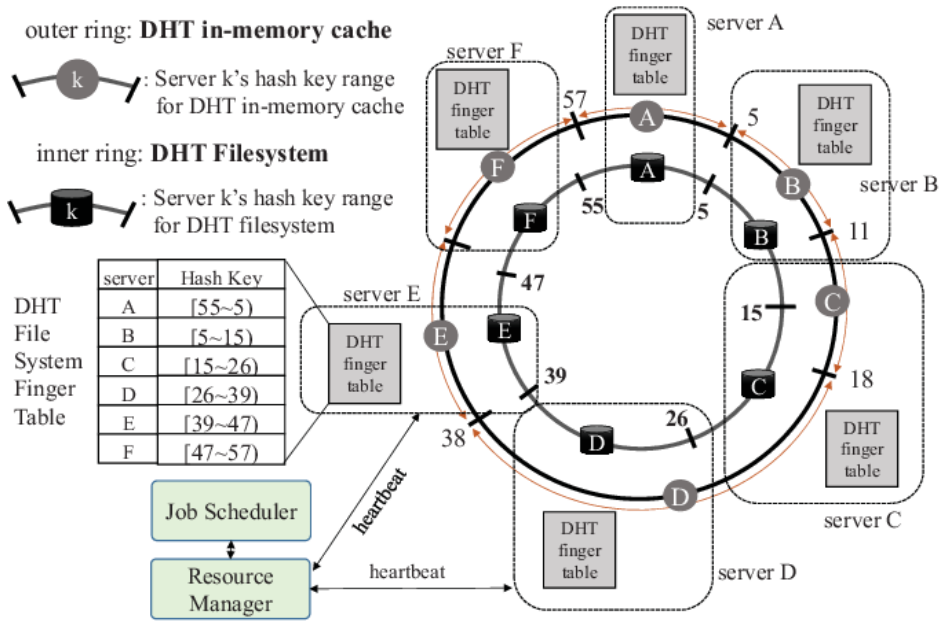 outer ring: DHT in-memory cache
k
: Server k's hash key range
for DHT in-memory cache
inner ring: DHT Filesystem
k
: Server k's hash key range
for DHT filesystem
server A
DHT
finger
table
server F
DHT
finger
table
57
A
5
DHT
finger
table
server B
F
B
A
55
5
F
B
11
47
server E
DHT
finger
table
E
E
15
C
C
39
18
38
26
D
DHT
finger
table
server C
D
DHT
finger
table
server D
DHT
File
System
Finger
Table
server Hash Key
A [55~5)
B [5~15)
C [15~26)
D [26~39)
E [39~47)
F [47~57)
Job Scheduler
Resource
Manager
heartbeat
heartbeat